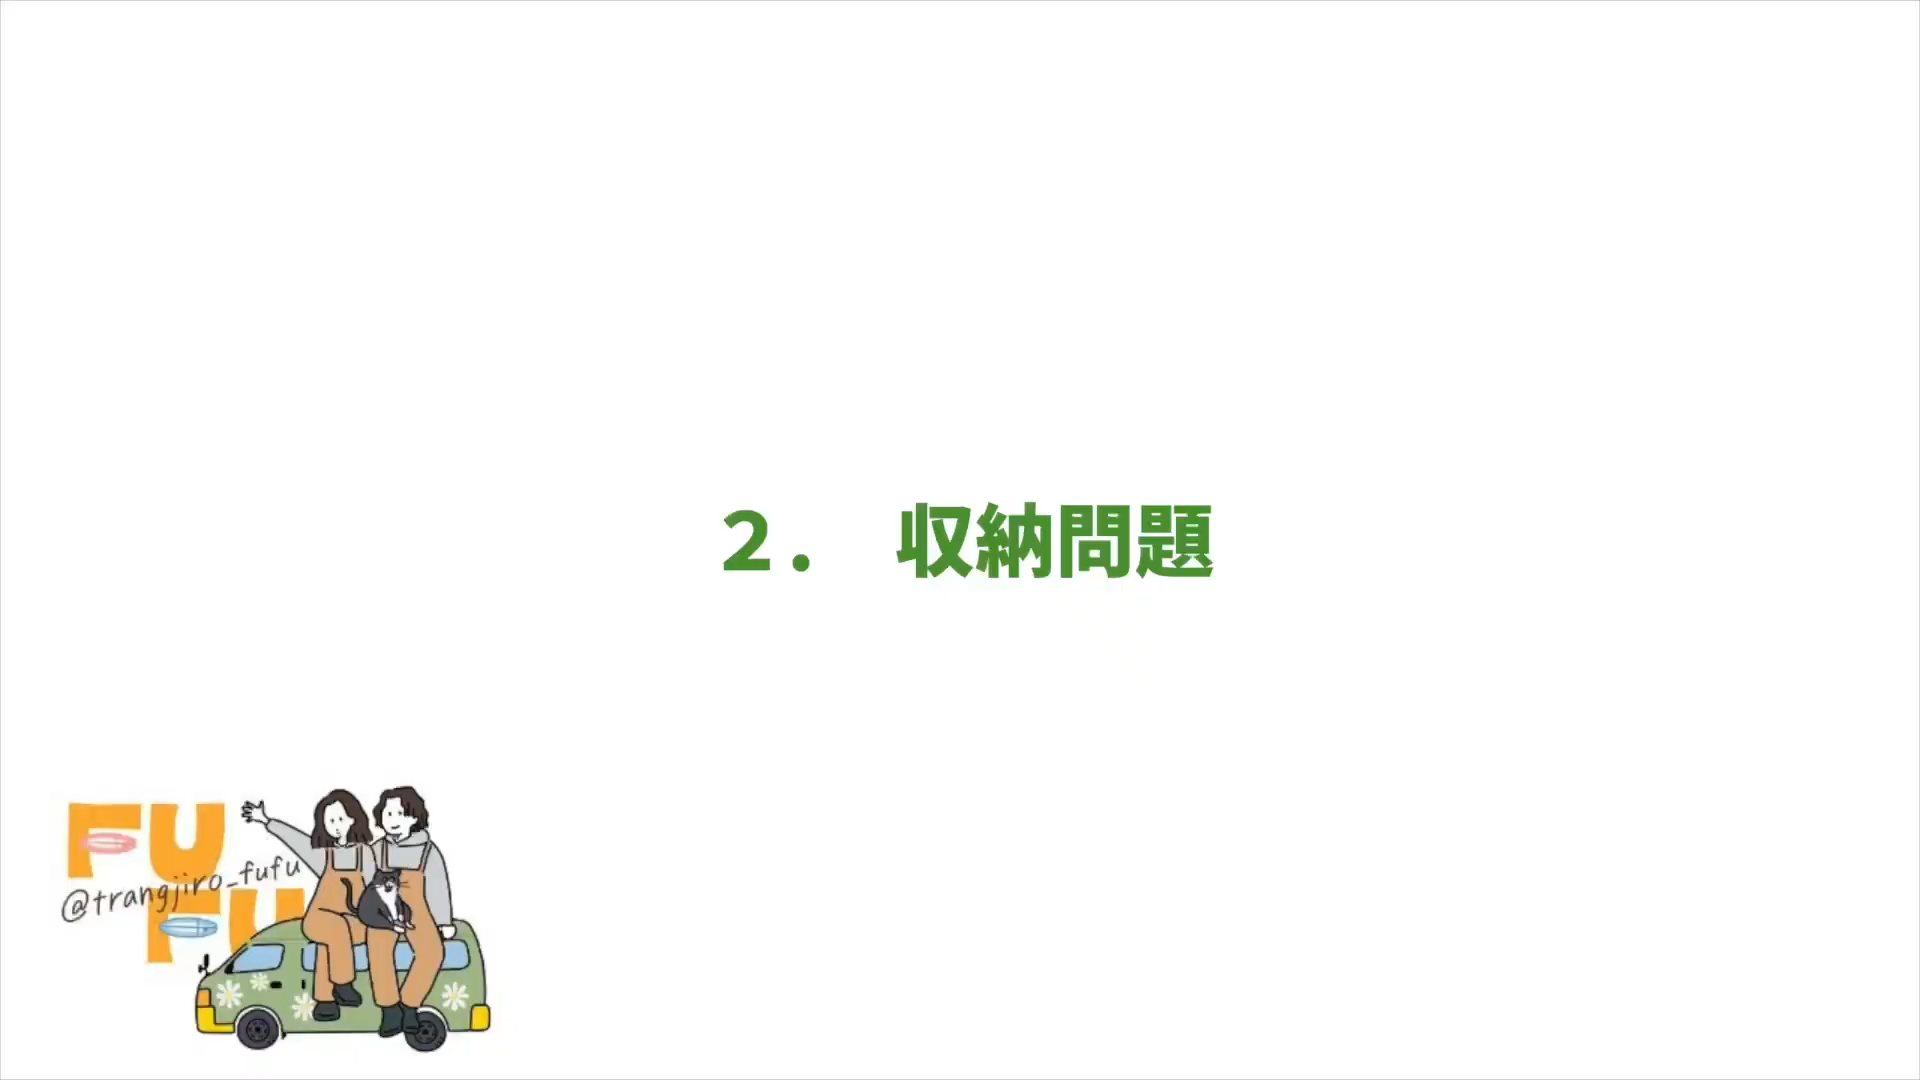 ２．　収納問題
FU
@trangjiro_fufu
FU